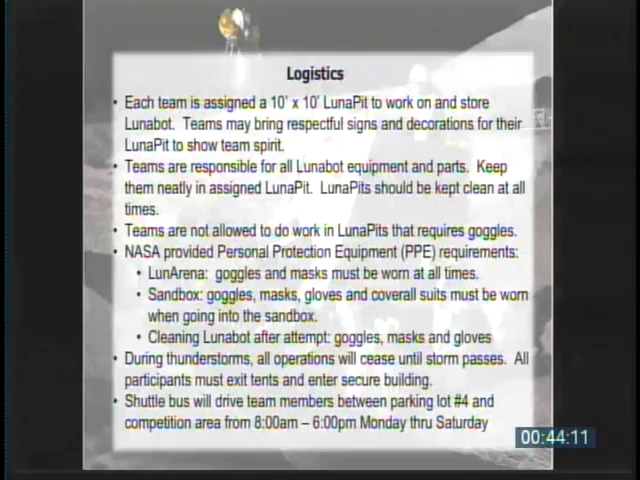 Logistics
• Each team is assigned a 10' x 10' LunaPit to work on and store
Lunabot. Teams may bring respectful signs and decorations for their
LunaPit to show team spirit.
• Teams are responsible for all Lunabot equipment and parts. Keep
them neatly in assigned LunaPit. LunaPits should be kept clean at all
times.
• Teams are not allowed to do work in LunaPits that requires goggles.
• NASA provided Personal Protection Equipment (PPE) requirements:
• LunArena: goggles and masks must be worn at all times.
• Sandbox: goggles, masks, gloves and coverall suits must be worn
when going into the sandbox.
• Cleaning Lunabot after attempt: goggles, masks and gloves
• During thunderstorms, all operations will cease until storm passes. All
participants must exit tents and enter secure building.
• Shuttle bus will drive team members between parking lot #4 and
competition area from 8:00am – 6:00pm Monday thru Saturday
00:44:11